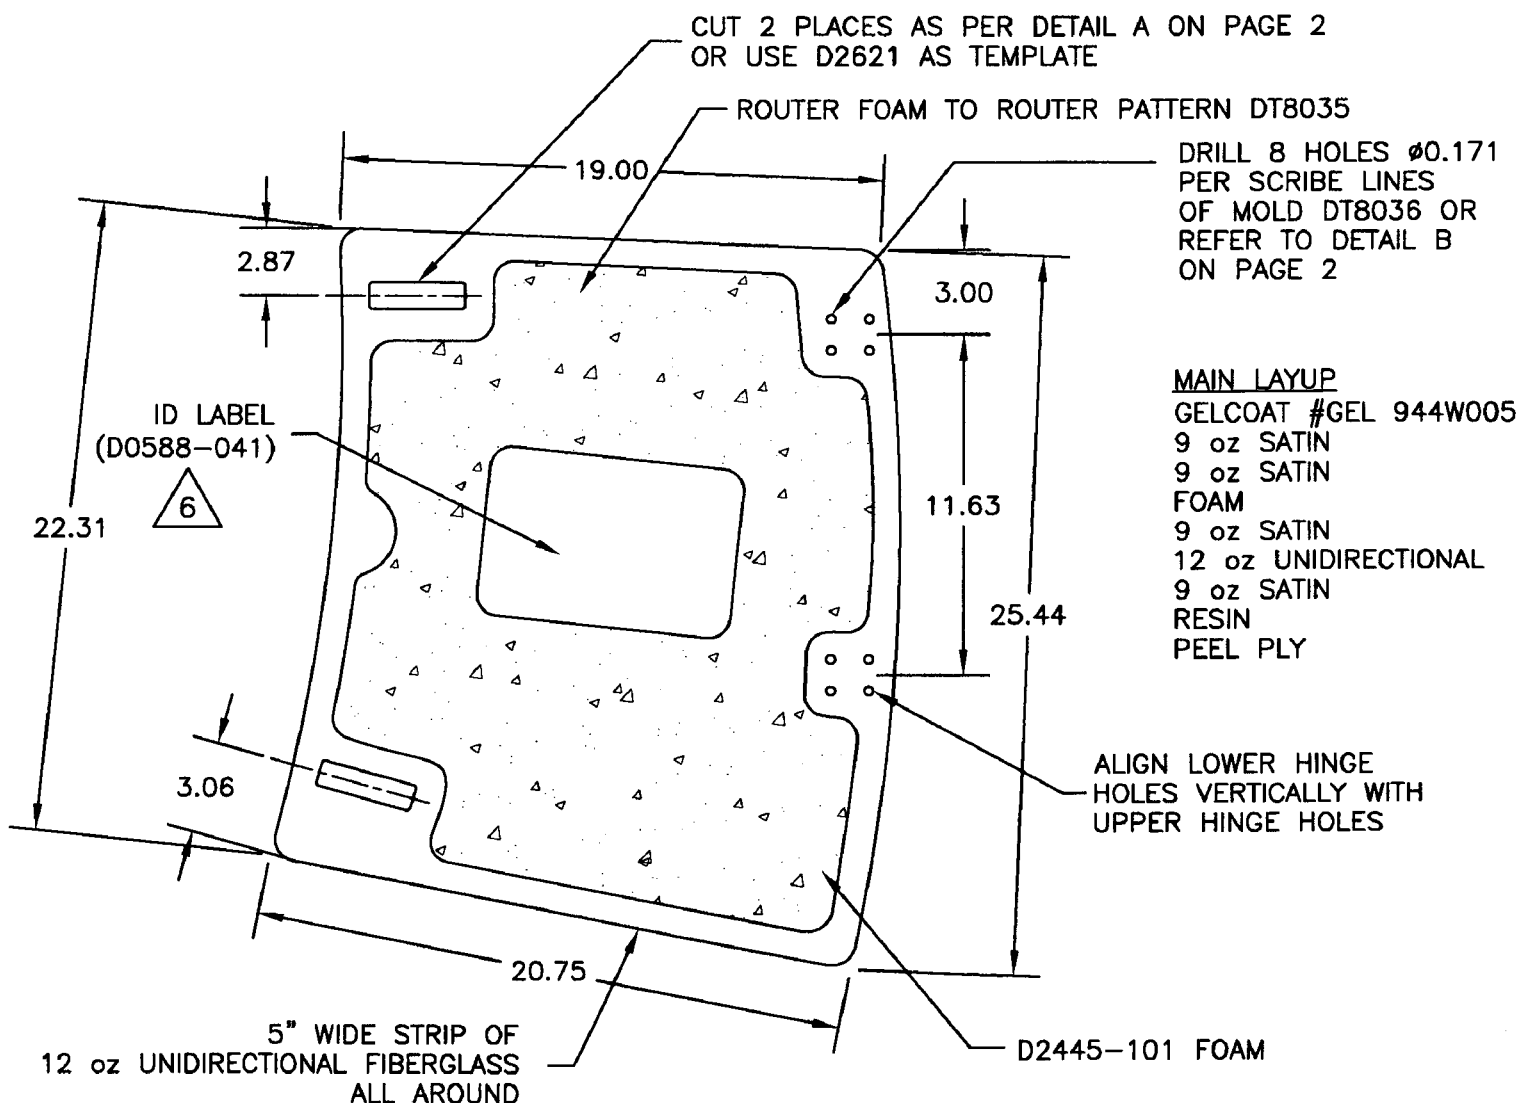 CUT 2 PLACES AS PER DETAIL A ON PAGE 2
OR USE D2621 AS TEMPLATE
ROUTER FOAM TO ROUTER PATTERN DT8035
DRILL 8 HOLES ø0.171
PER SCRIBE LINES
OF MOLD DT8036 OR
REFER TO DETAIL B
ON PAGE 2
19.00
2.87
3.00
MAIN LAYUP
GELCOAT #GEL 944W005
9 oz SATIN
9 oz SATIN
FOAM
9 oz SATIN
12 oz UNIDIRECTIONAL
9 oz SATIN
RESIN
PEEL PLY
ID LABEL
(D0588-041)
6
22.31
11.63
25.44
3.06
ALIGN LOWER HINGE
HOLES VERTICALLY WITH
UPPER HINGE HOLES
20.75
5" WIDE STRIP OF
12 oz UNIDIRECTIONAL FIBERGLASS
ALL AROUND
D2445-101 FOAM